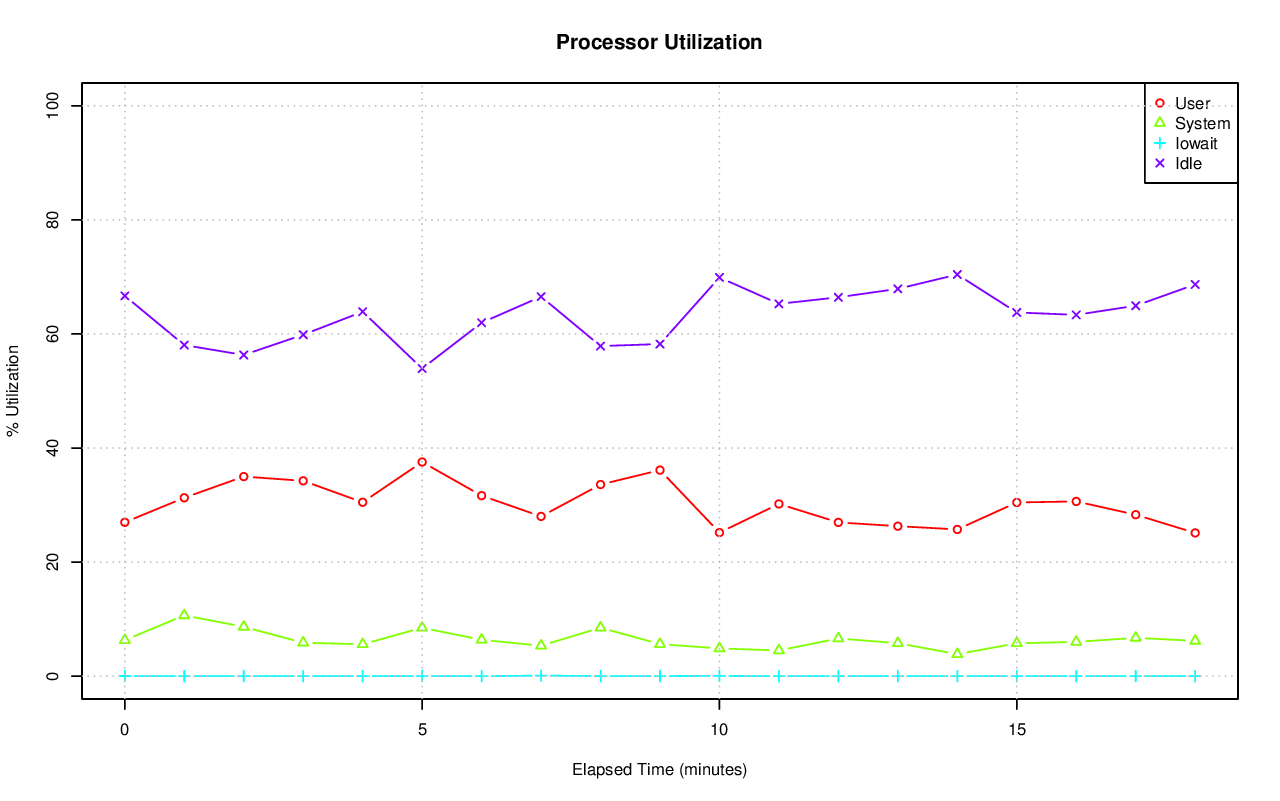 Processor Utilization
User
System
Iowait
Idle
% Utilization
100
80
60
40
20
0
0 5 10 15
Elapsed Time (minutes)